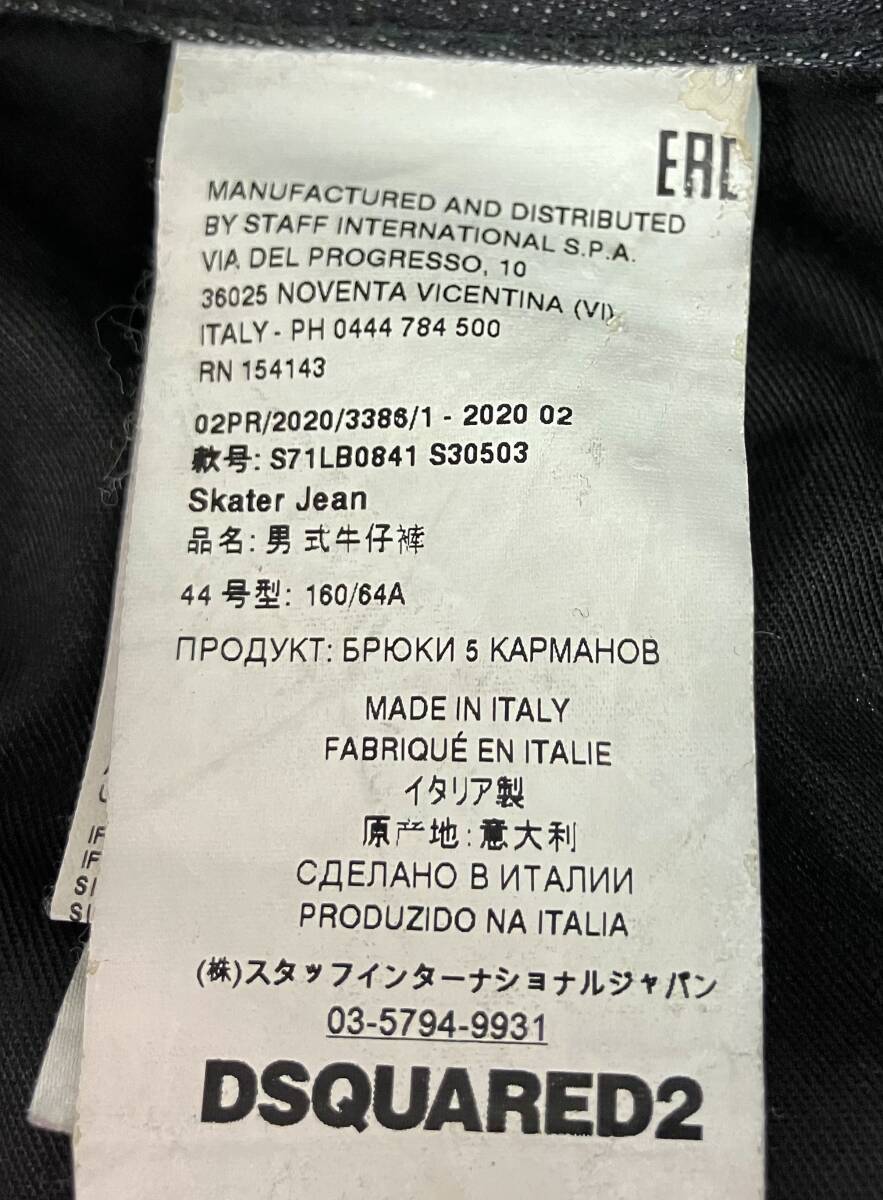 EAC
MANUFACTURED AND DISTRIBUTED
BY STAFF INTERNATIONAL S.P.A.
VIA DEL PROGRESSO, 10
36025 NOVENTA VICENTINA (VI)
ITALY - PH 0444 784 500
RN 154143
02PR/2020/3386/1 - 2020 02
款号: S71LB0841 S30503
Skater Jean
品名: 男式牛仔裤
44 号型: 160/64A
ПРОДУКТ: БРЮКИ 5 КАРМАНОВ
MADE IN ITALY
FABRIQUÉ EN ITALIE
イタリア製
原产地: 意大利
СДЕЛАНО В ИТАЛИИ
PRODUZIDO NA ITALIA
(株)スタッフインターナショナルジャパン
03-5794-9931
DSQUARED2